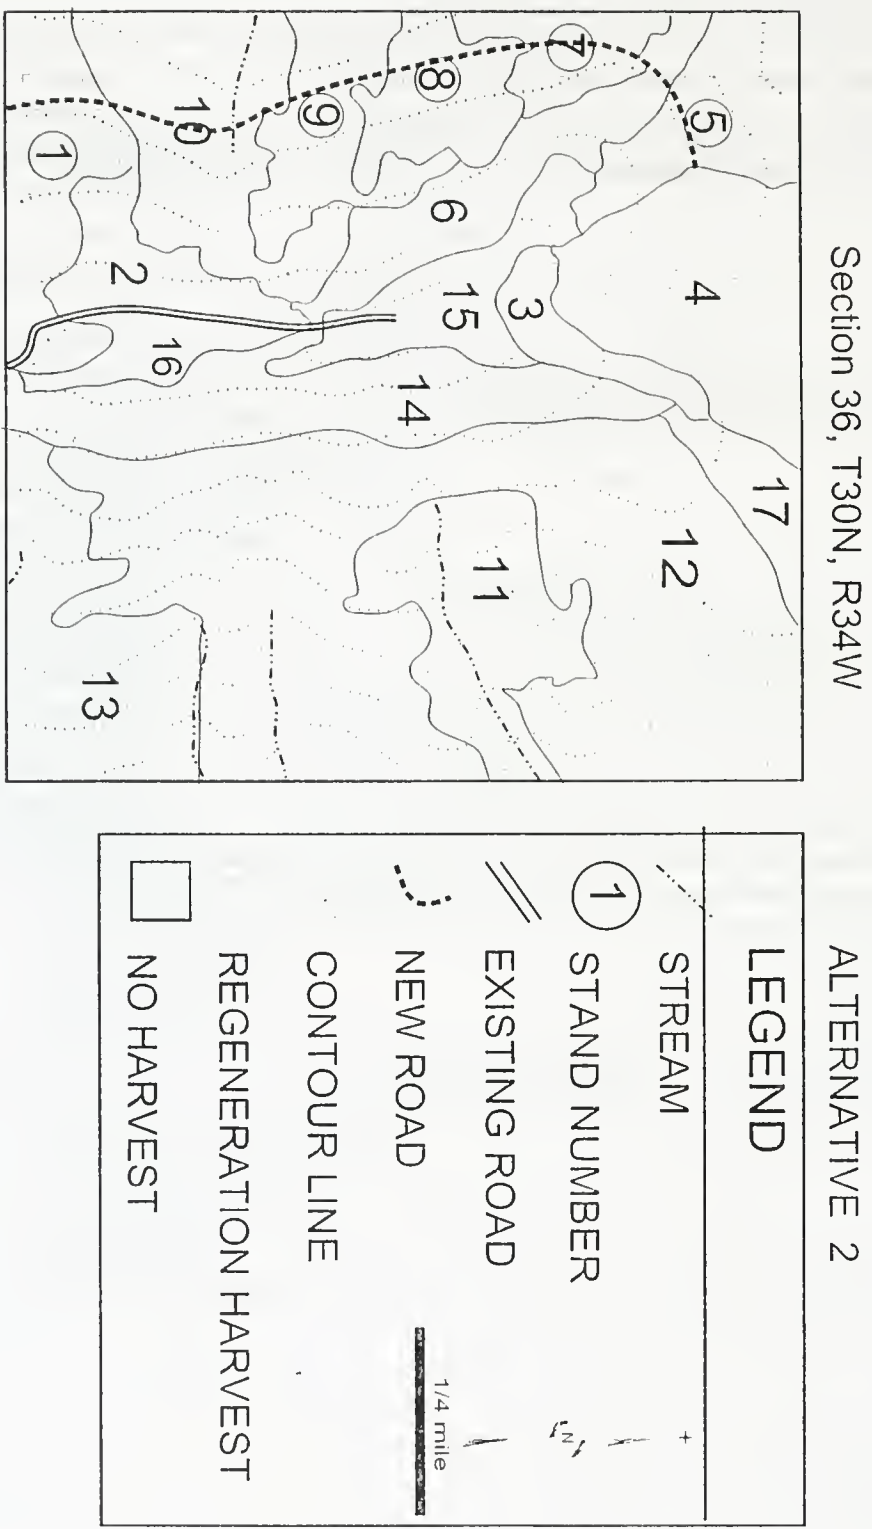 Section 36, T30N, R34W
ALTERNATIVE 2
5
4
17
12
7
3
11
8
6
15
14
9
10
16
2
1
13
LEGEND
STREAM
1
STAND NUMBER
EXISTING ROAD
NEW ROAD
CONTOUR LINE
REGENERATION HARVEST
NO HARVEST
N
1/4 mile